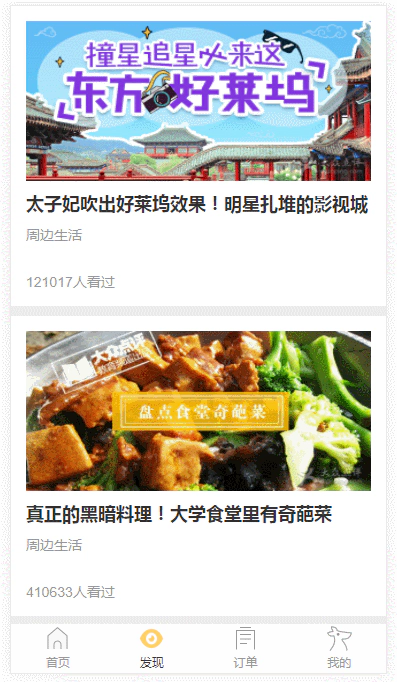 撞星追星必来这
东方好莱坞
太子妃吹出好莱坞效果！明星扎堆的影视城
周边生活
121017人看过
大众点评
盘点食堂奇葩菜
真正的黑暗料理！大学食堂里有奇葩菜
周边生活
410633人看过
首页 发现 订单 我的